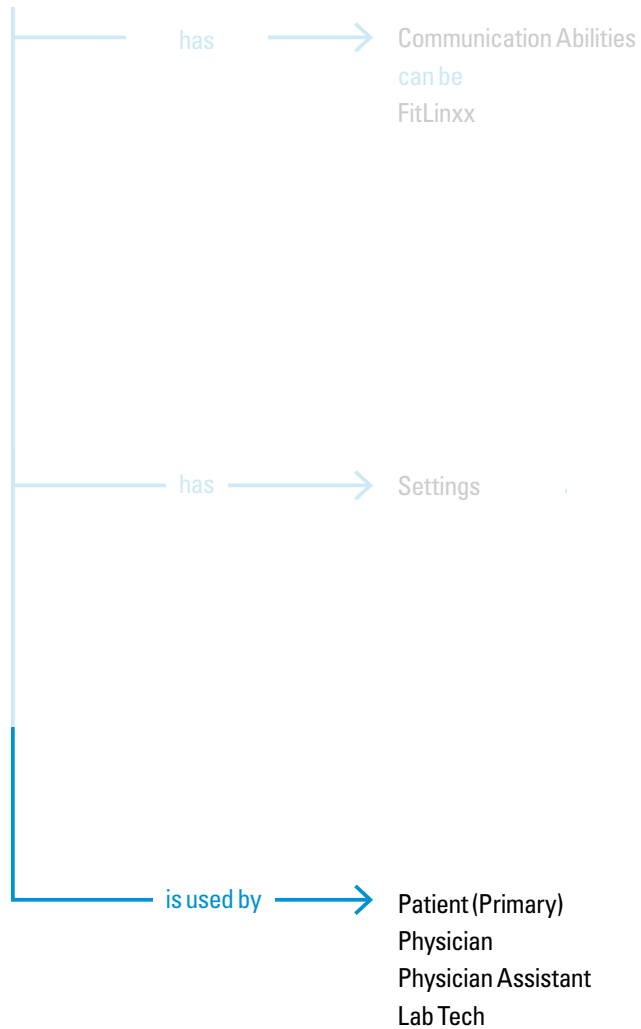 has Communication Abilities
can be
FitLinxx
has Settings
is used by Patient (Primary)
Physician
Physician Assistant
Lab Tech